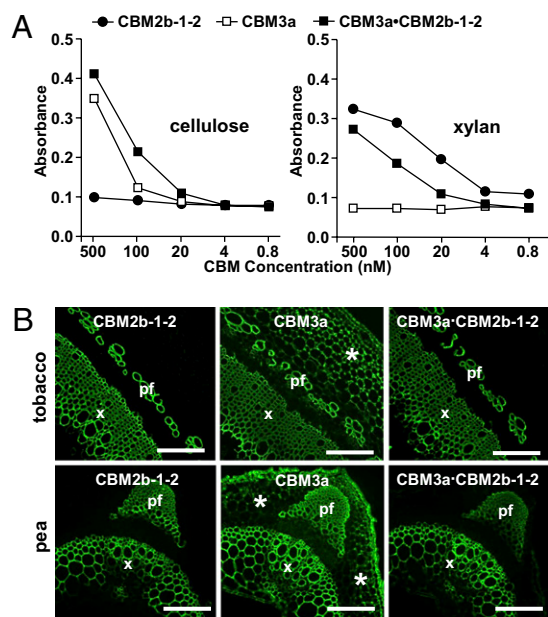 A
CBM2b-1-2 CBM3a CBM3a•CBM2b-1-2
0.5
0.4
0.3
0.2
0.1
0.0
Absorbance
cellulose
500 100 20 4 0.8
0.5
0.4
0.3
0.2
0.1
0.0
Absorbance
xylan
500 100 20 4 0.8
CBM Concentration (nM)
B
tobacco
CBM2b-1-2
pf
x
CBM3a
*
pf
x
CBM3a·CBM2b-1-2
pf
x
pea
CBM2b-1-2
pf
x
CBM3a
*
pf
x
*
CBM3a·CBM2b-1-2
pf
x